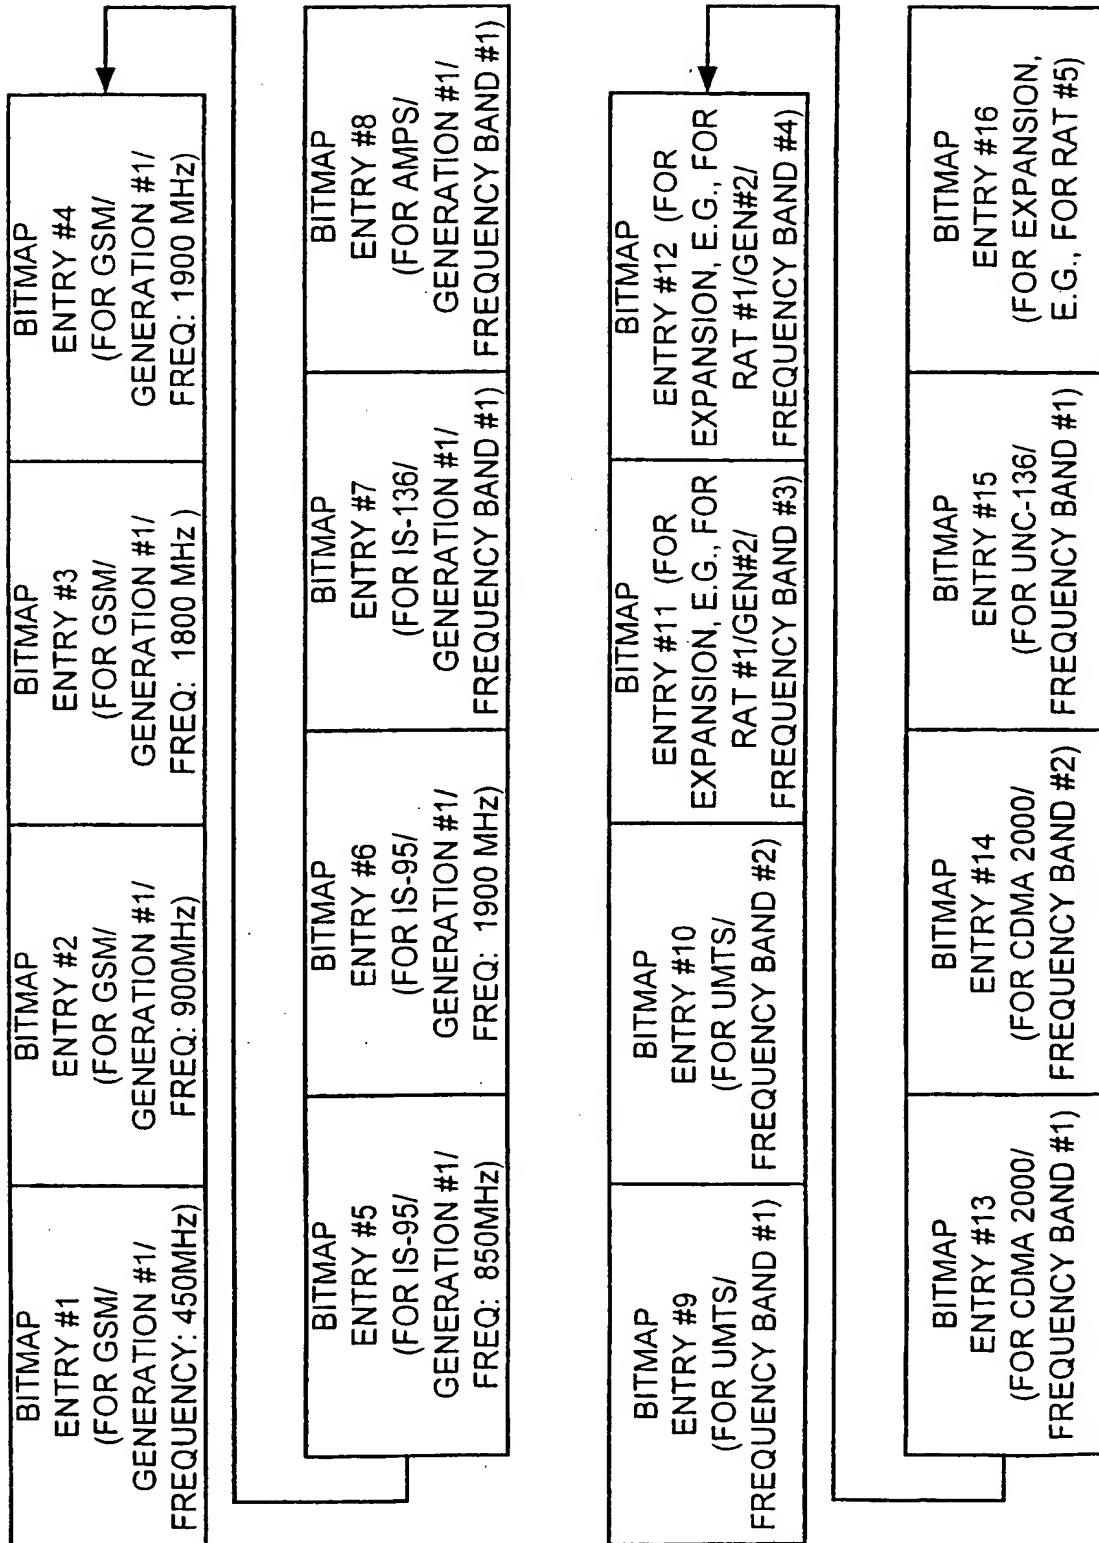 BITMAP
ENTRY #1
(FOR GSM/
GENERATION #1/
FREQUENCY: 450MHz)
BITMAP
ENTRY #2
(FOR GSM/
GENERATION #1/
FREQ: 900MHz)
BITMAP
ENTRY #3
(FOR GSM/
GENERATION #1/
FREQ: 1800 MHz )
BITMAP
ENTRY #4
(FOR GSM/
GENERATION #1/
FREQ: 1900 MHz)
BITMAP
ENTRY #5
(FOR IS-95/
GENERATION #1/
FREQ: 850MHz)
BITMAP
ENTRY #6
(FOR IS-95/
GENERATION #1/
FREQ: 1900 MHz)
BITMAP
ENTRY #7
(FOR IS-136/
GENERATION #1/
FREQUENCY BAND #1)
BITMAP
ENTRY #8
(FOR AMPS/
GENERATION #1/
FREQUENCY BAND #1)
BITMAP
ENTRY #9
(FOR UMTS/
FREQUENCY BAND #1)
BITMAP
ENTRY #10
(FOR UMTS/
FREQUENCY BAND #2)
BITMAP
ENTRY #11 (FOR
EXPANSION, E.G., FOR
RAT #1/GEN#2/
FREQUENCY BAND #3)
BITMAP
ENTRY #12 (FOR
EXPANSION, E.G., FOR
RAT #1/GEN#2/
FREQUENCY BAND #4)
BITMAP
ENTRY #13
(FOR CDMA 2000/
FREQUENCY BAND #1)
BITMAP
ENTRY #14
(FOR CDMA 2000/
FREQUENCY BAND #2)
BITMAP
ENTRY #15
(FOR UNC-136/
FREQUENCY BAND #1)
BITMAP
ENTRY #16
(FOR EXPANSION,
E.G., FOR RAT #5)